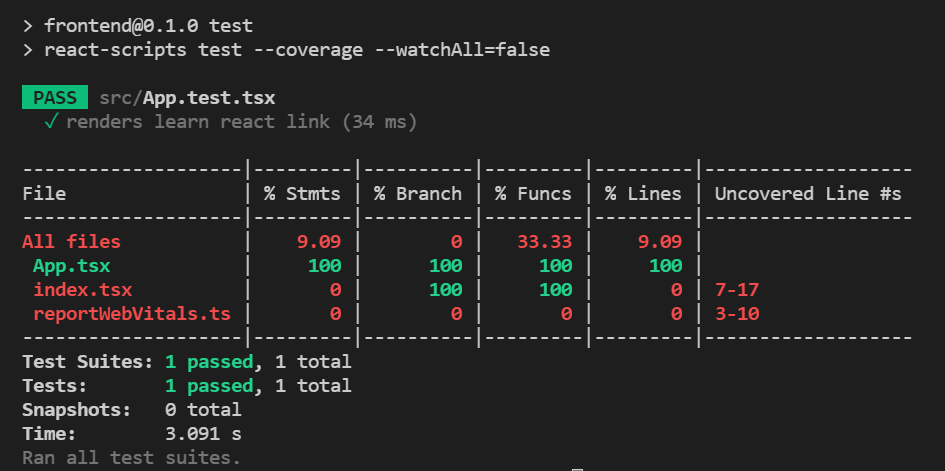 > frontend@0.1.0 test
> react-scripts test --coverage --watchAll=false
PASS src/App.test.tsx
✓ renders learn react link (34 ms)
--------------------|---------|----------|---------|---------|-------------------
File                | % Stmts | % Branch | % Funcs | % Lines | Uncovered Line #s
--------------------|---------|----------|---------|---------|-------------------
All files           |    9.09 |        0 |   33.33 |    9.09 |
 App.tsx            |     100 |      100 |     100 |     100 |
 index.tsx          |       0 |      100 |     100 |       0 | 7-17
 reportWebVitals.ts |       0 |        0 |       0 |       0 | 3-10
--------------------|---------|----------|---------|---------|-------------------
Test Suites: 1 passed, 1 total
Tests:       1 passed, 1 total
Snapshots:   0 total
Time:        3.091 s
Ran all test suites.